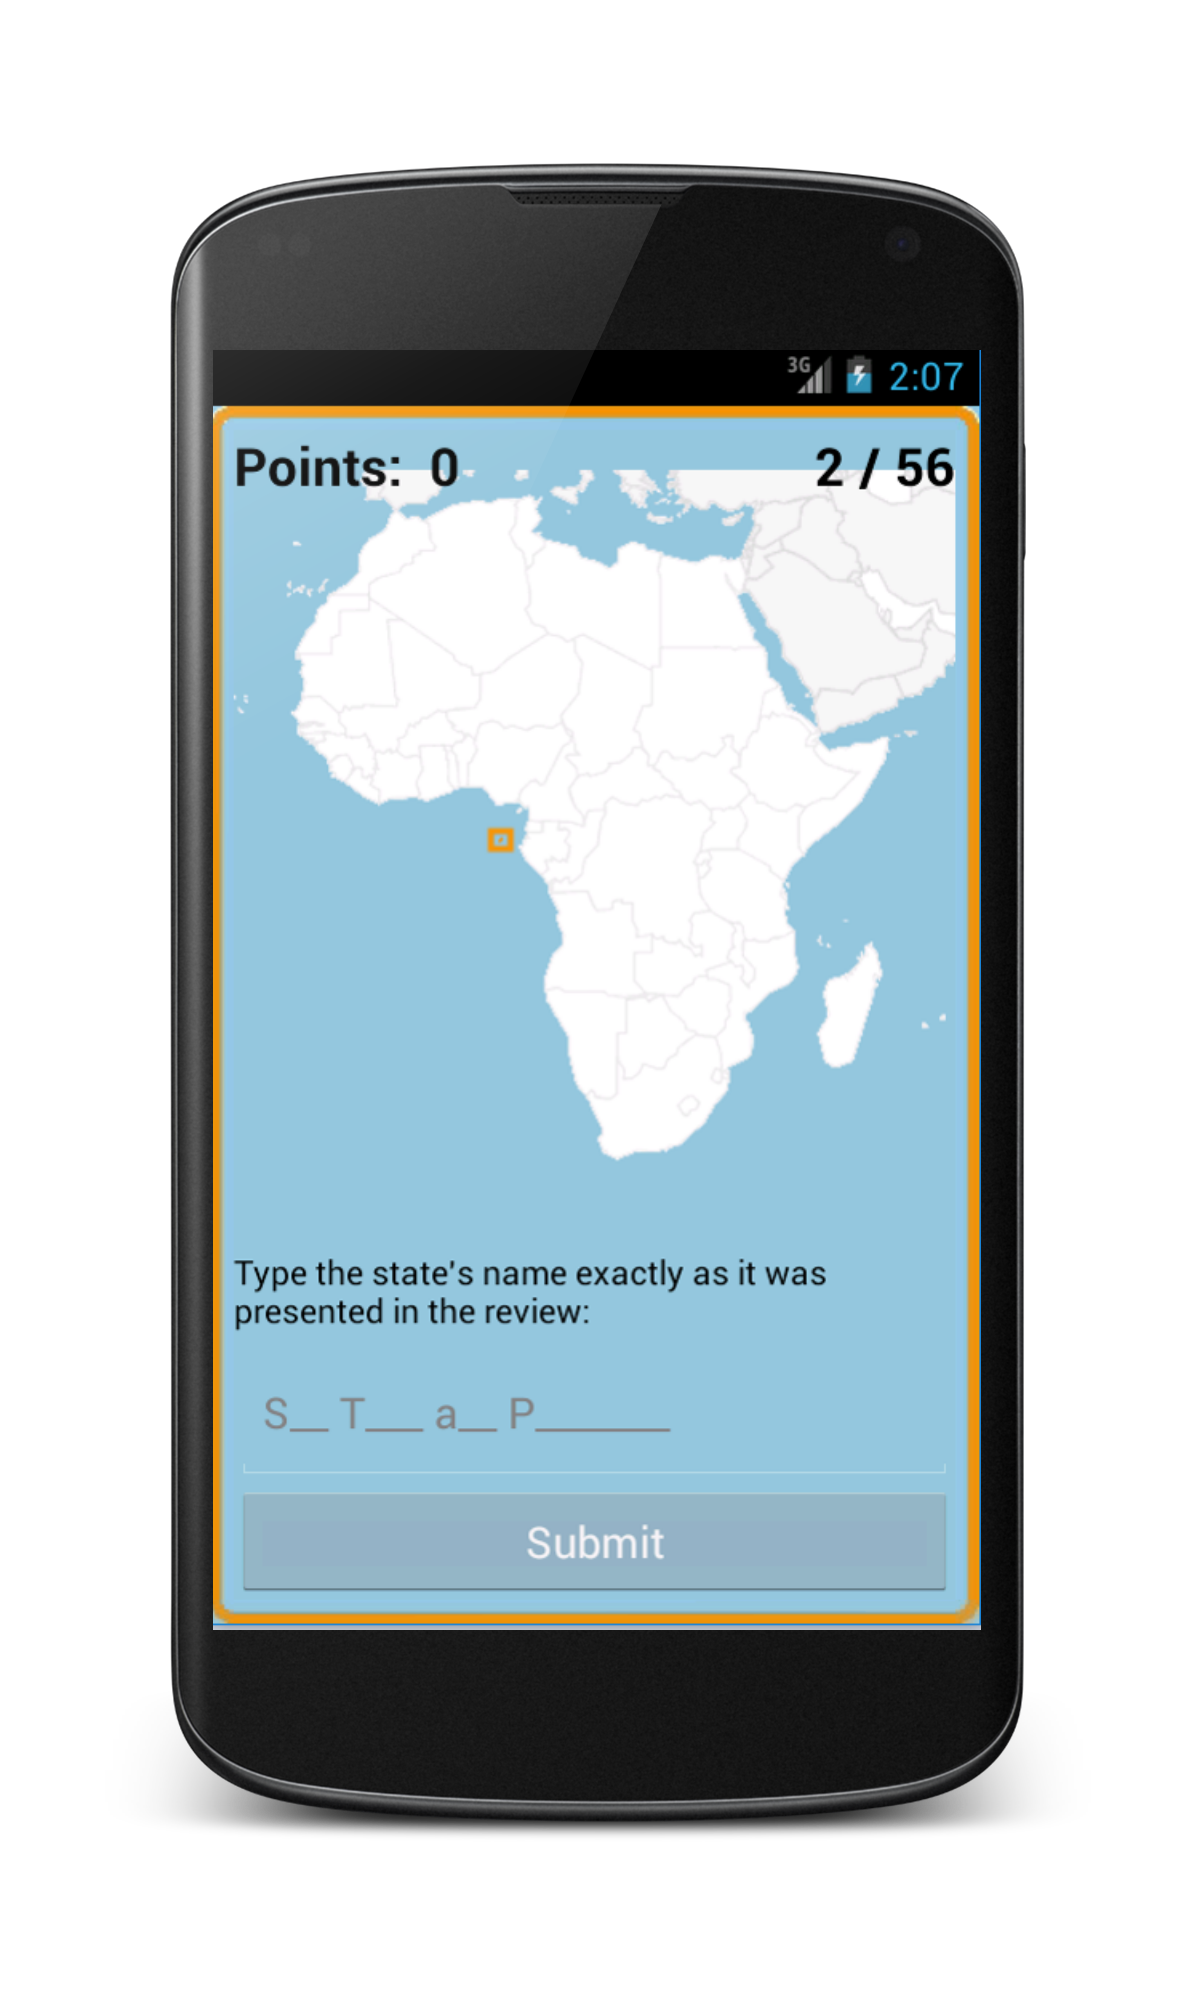 3G 2:07
Points: 0 2 / 56
Type the state's name exactly as it was
presented in the review:
S__ T___ a__ P_______
Submit